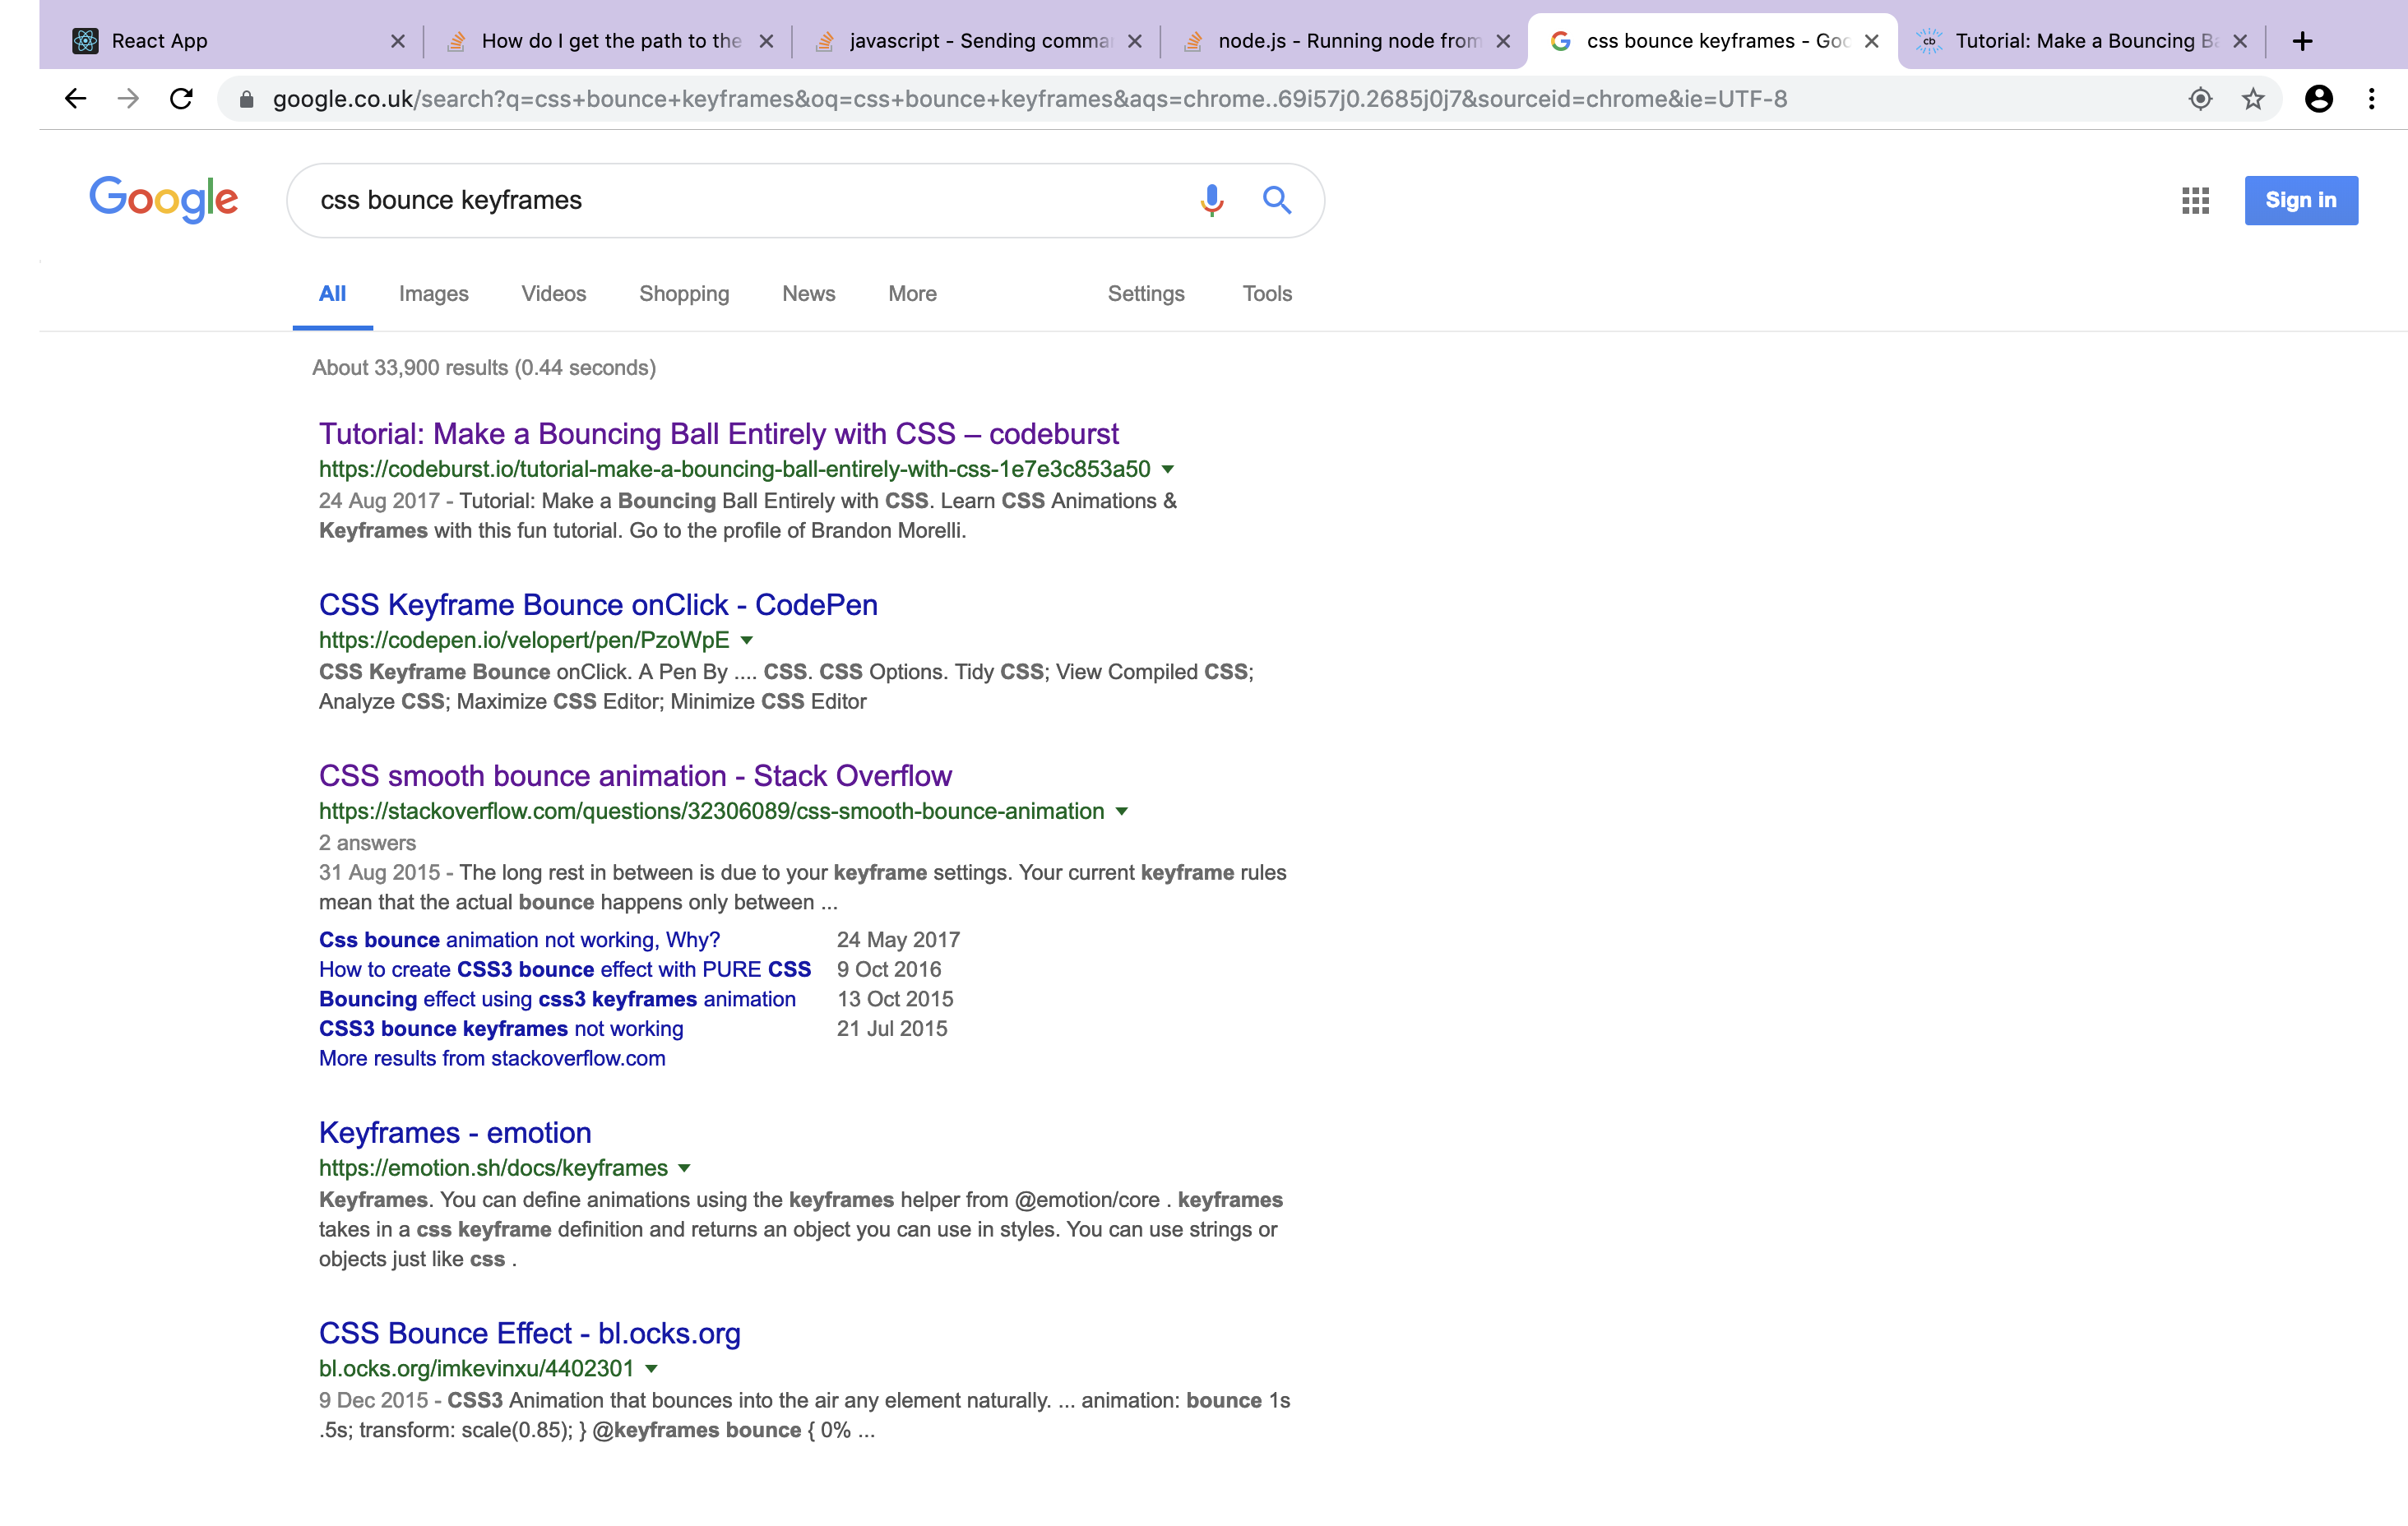 React App
How do I get the path to the
javascript - Sending comma
node.js - Running node from
css bounce keyframes - Goo
cb
Tutorial: Make a Bouncing Ba
google.co.uk/search?q=css+bounce+keyframes&oq=css+bounce+keyframes&aqs=chrome..69i57j0.2685j0j7&sourceid=chrome&ie=UTF-8
Google
css bounce keyframes
Sign in
All Images Videos Shopping News More Settings Tools
About 33,900 results (0.44 seconds)
Tutorial: Make a Bouncing Ball Entirely with CSS – codeburst
https://codeburst.io/tutorial-make-a-bouncing-ball-entirely-with-css-1e7e3c853a50
24 Aug 2017 - Tutorial: Make a Bouncing Ball Entirely with CSS. Learn CSS Animations &
Keyframes with this fun tutorial. Go to the profile of Brandon Morelli.
CSS Keyframe Bounce onClick - CodePen
https://codepen.io/velopert/pen/PzoWpE
CSS Keyframe Bounce onClick. A Pen By .... CSS. CSS Options. Tidy CSS; View Compiled CSS;
Analyze CSS; Maximize CSS Editor; Minimize CSS Editor
CSS smooth bounce animation - Stack Overflow
https://stackoverflow.com/questions/32306089/css-smooth-bounce-animation
2 answers
31 Aug 2015 - The long rest in between is due to your keyframe settings. Your current keyframe rules
mean that the actual bounce happens only between ...
Css bounce animation not working, Why? 24 May 2017
How to create CSS3 bounce effect with PURE CSS 9 Oct 2016
Bouncing effect using css3 keyframes animation 13 Oct 2015
CSS3 bounce keyframes not working 21 Jul 2015
More results from stackoverflow.com
Keyframes - emotion
https://emotion.sh/docs/keyframes
Keyframes. You can define animations using the keyframes helper from @emotion/core . keyframes
takes in a css keyframe definition and returns an object you can use in styles. You can use strings or
objects just like css .
CSS Bounce Effect - bl.ocks.org
bl.ocks.org/imkevinxu/4402301
9 Dec 2015 - CSS3 Animation that bounces into the air any element naturally. ... animation: bounce 1s
.5s; transform: scale(0.85); } @keyframes bounce { 0% ...